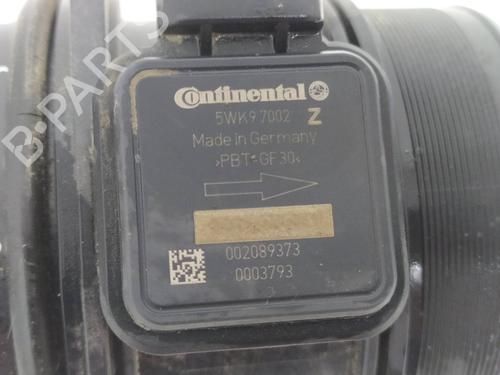 Continental
5WK9 7002 Z
Made in Germany
>PBT-GF30<
002089373
0003793
B-PARTS